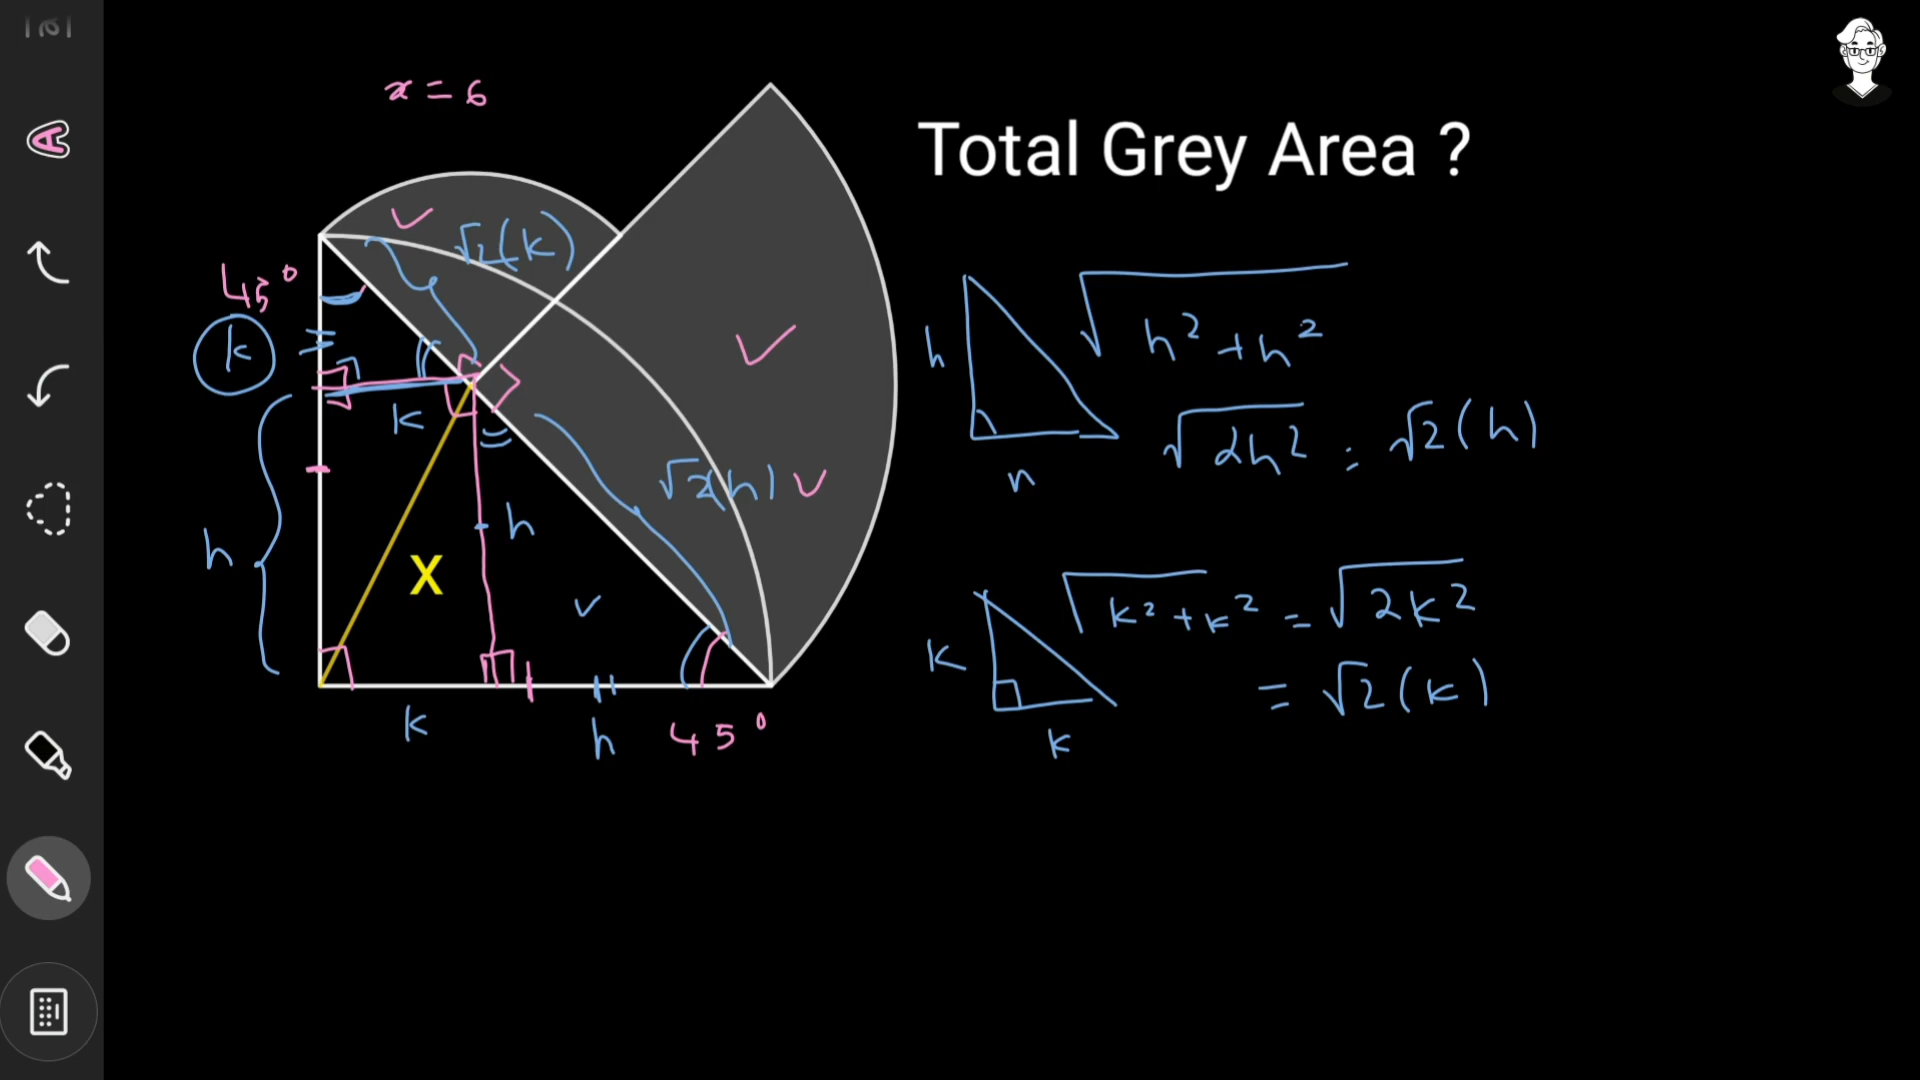 x = 6
Total Grey Area ?
45°
√2(k)
k
k
h
h
√2(h)
X
k
h
45°
h
√h² + h²
√2h² = √2(h)
h
k
√k² + k² = √2k²
= √2(k)
k